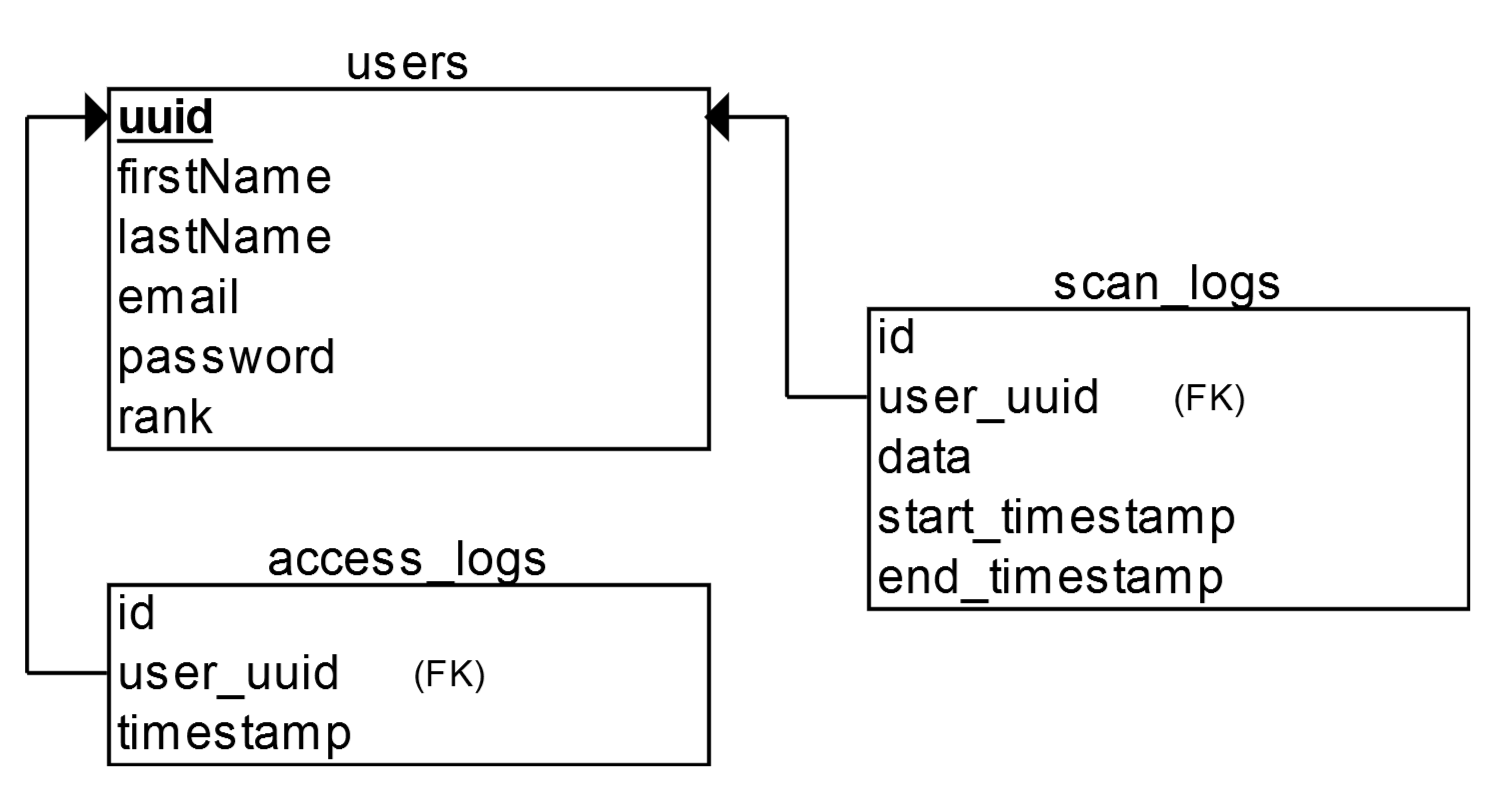 users
uuid
firstName
lastName
email
password
rank
scan_logs
id
user_uuid (FK)
data
start_timestamp
end_timestamp
access_logs
id
user_uuid (FK)
timestamp